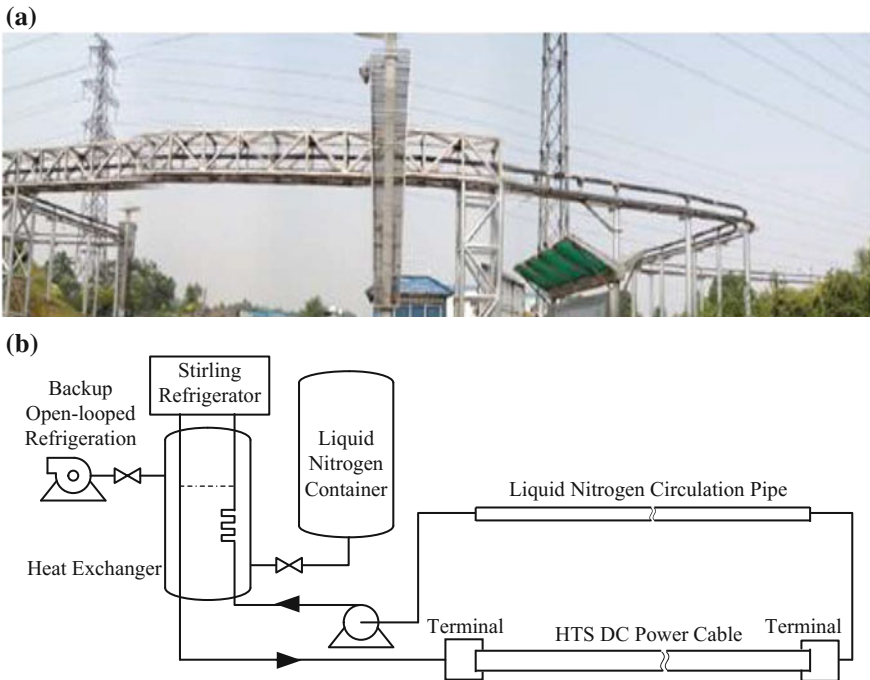 (a)
(b)
Stirling
Refrigerator
Backup
Open-looped
Refrigeration
Liquid
Nitrogen
Container
Liquid Nitrogen Circulation Pipe
Heat Exchanger
Terminal
HTS DC Power Cable
Terminal